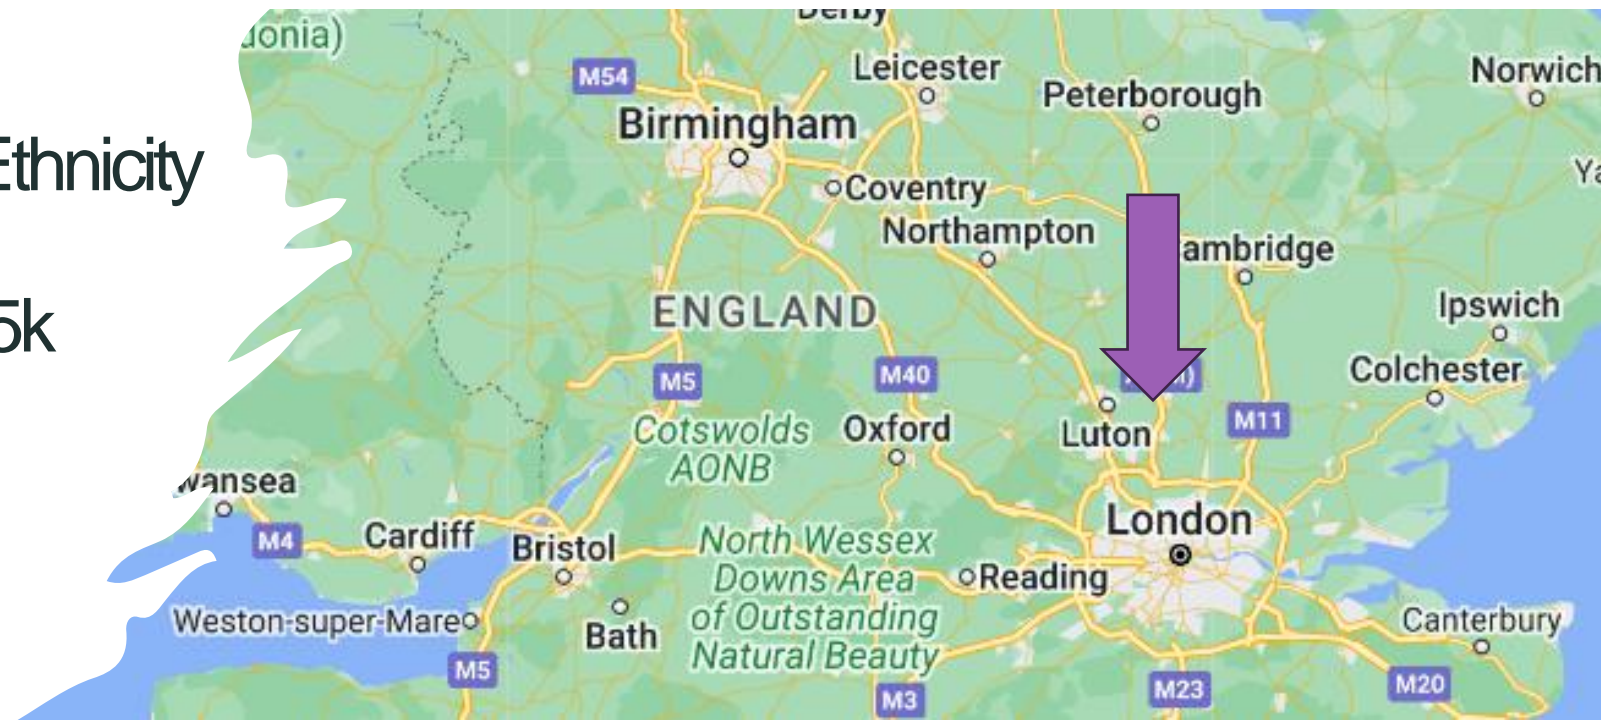 Ethnicity
5k
donia)
Derby
M54
Leicester
Peterborough
Norwich
Birmingham
Coventry
Northampton
ambridge
ENGLAND
Ipswich
M5
M40
Colchester
M11
Cotswolds
AONB
Oxford
Luton
wansea
M4
Cardiff
Bristol
North Wessex
Downs Area
of Outstanding
Natural Beauty
London
Reading
Weston-super-Mare
Bath
Canterbury
M5
M3
M23
M20
Ya